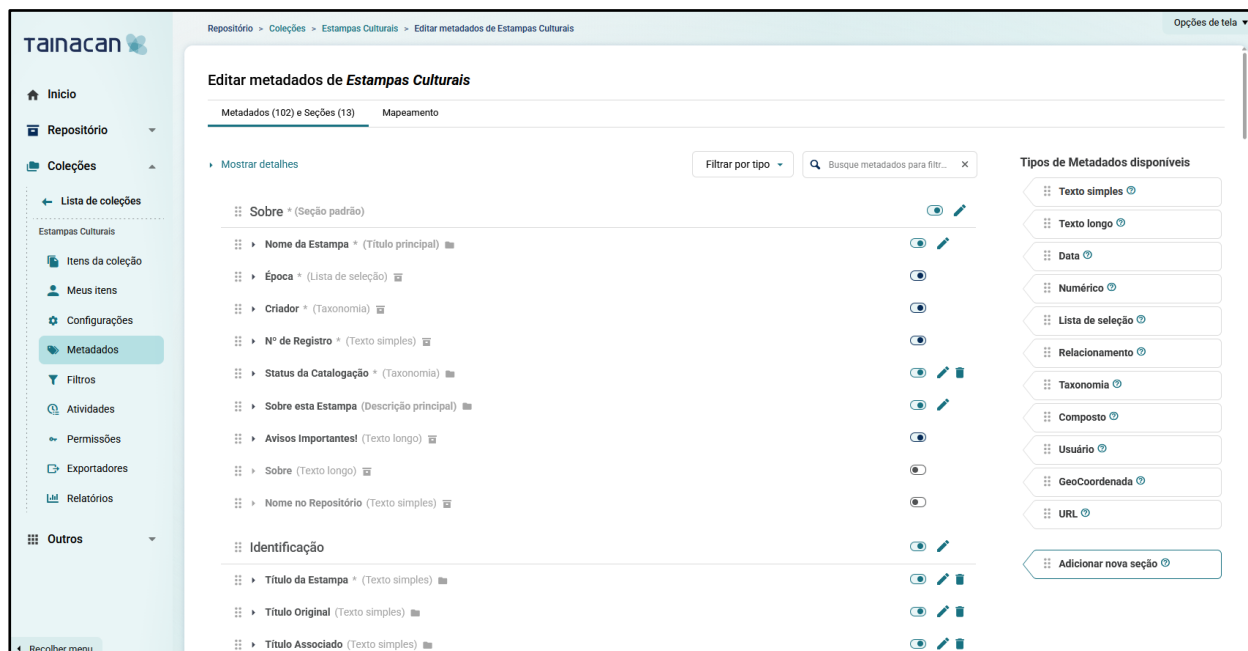 Opções de tela
Tainacan
Repositório > Coleções > Estampas Culturais > Editar metadados de Estampas Culturais
Editar metadados de Estampas Culturais
Inicio
Repositório
Coleções
Lista de coleções
Estampas Culturais
Itens da coleção
Meus itens
Configurações
Metadados
Filtros
Atividades
Permissões
Exportadores
Relatórios
Outros
Recolher menu
Metadados (102) e Seções (13) Mapeamento
Mostrar detalhes
Filtrar por tipo
Busque metadados para filtr...
Sobre * (Seção padrão)
Nome da Estampa * (Título principal)
Época * (Lista de seleção)
Criador * (Taxonomia)
Nº de Registro * (Texto simples)
Status da Catalogação * (Taxonomia)
Sobre esta Estampa (Descrição principal)
Avisos Importantes! (Texto longo)
Sobre (Texto longo)
Nome no Repositório (Texto simples)
Identificação
Título da Estampa * (Texto simples)
Título Original (Texto simples)
Título Associado (Texto simples)
Tipos de Metadados disponíveis
Texto simples
Texto longo
Data
Numérico
Lista de seleção
Relacionamento
Taxonomia
Composto
Usuário
GeoCoordenada
URL
Adicionar nova seção